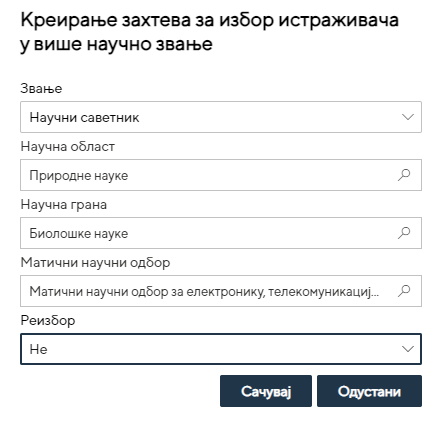 Креирање захтева за избор истраживача
у више научно звање
Звање
Научни саветник
Научна област
Природне науке
Научна грана
Биолошке науке
Матични научни одбор
Матични научни одбор за електронику, телекомуникациј...
Реизбор
Не
Сачувај Одустани